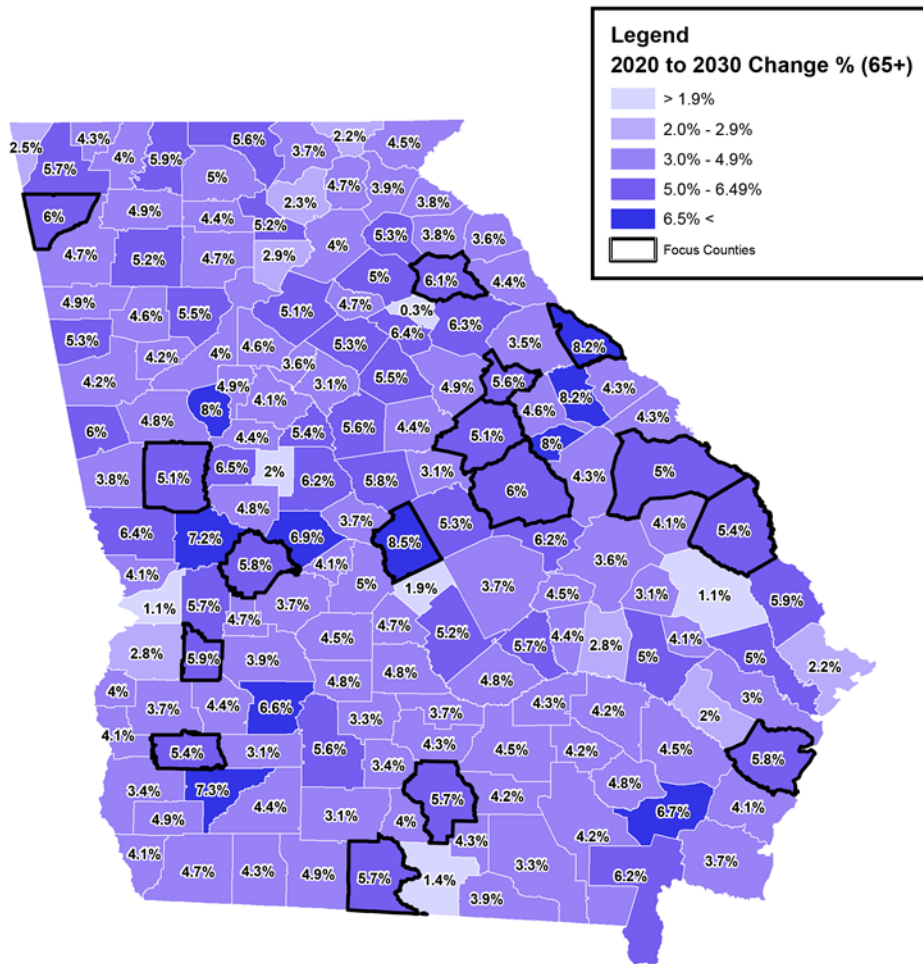 Legend
2020 to 2030 Change % (65+)
> 1.9%
2.0% - 2.9%
3.0% - 4.9%
5.0% - 6.49%
6.5% <
Focus Counties
2.5% 4.3% 4% 5.9% 5.6% 3.7% 2.2% 4.5%
5.7% 5% 2.3% 4.7% 3.9%
6% 4.9% 4.4% 5.2% 3.8%
4.7% 5.2% 4.7% 2.9% 4% 5.3% 3.8% 3.6%
5% 6.1% 4.4%
4.9% 4.6% 5.5% 5.1% 4.7% 0.3% 6.3%
5.3% 4.2% 4% 4.6% 5.3% 6.4% 3.5% 8.2%
4.2% 4.9% 3.6% 3.1% 5.5% 4.9% 5.6% 8.2% 4.3%
8% 4.1% 4.6% 4.3%
6% 4.8% 4.4% 5.4% 5.6% 4.4% 5.1% 8%
3.8% 5.1% 6.5% 2% 6.2% 5.8% 3.1% 6% 4.3% 5%
4.8%
6.4% 7.2% 6.9% 3.7% 8.5% 5.3% 6.2% 4.1% 5.4%
4.1% 5.8% 4.1% 3.6%
1.1% 5.7% 4.7% 3.7% 5% 1.9% 3.7% 4.5% 3.1% 1.1% 5.9%
2.8% 5.9% 3.9% 4.5% 4.7% 5.2% 5.7% 4.4% 2.8% 5% 4.1% 5% 2.2%
4% 3.7% 4.4% 6.6% 4.8% 4.8% 4.8% 2% 3%
4.1% 5.4% 3.1% 5.6% 3.3% 3.7% 4.3% 4.2%
3.4% 4.3% 4.5% 4.2% 4.5% 5.8%
3.4% 7.3% 4.4% 5.7% 4.2% 4.8% 4.1%
4.9% 3.1% 4% 4.3% 4.2% 6.7%
4.1% 4.7% 4.3% 4.9% 5.7% 1.4% 3.9% 3.3% 6.2% 3.7%